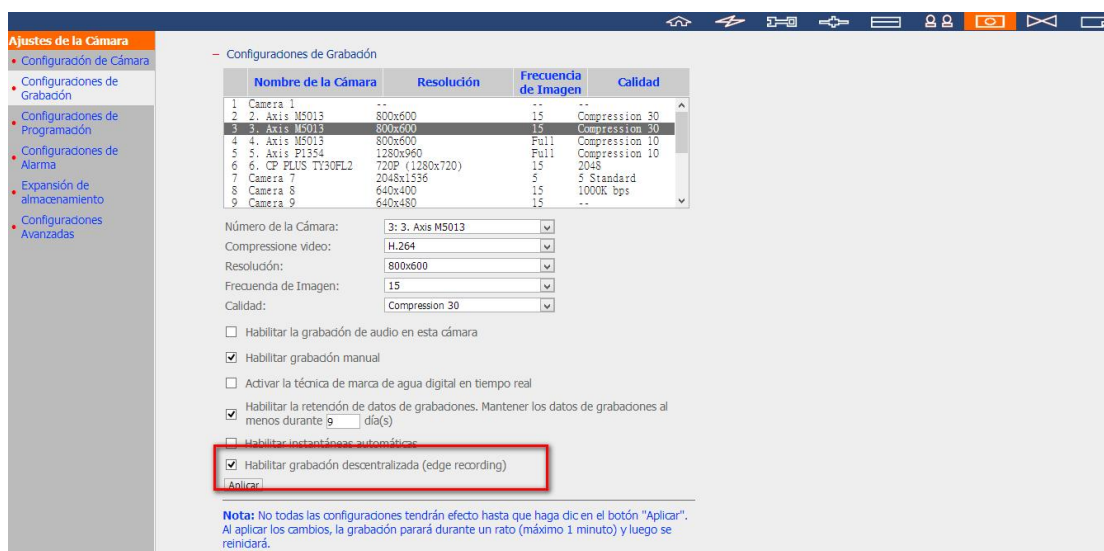 Ajustes de la Cámara
Configuración de Cámara
Configuraciones de
Grabación
Configuraciones de
Programación
Configuraciones de
Alarma
Expansión de
almacenamiento
Configuraciones
Avanzadas
– Configuraciones de Grabación
Nombre de la Cámara Resolución Frecuencia de Imagen Calidad
1 Camera 1 -- -- --
2 2. Axis M5013 800x600 15 Compression 30
3 3. Axis M5013 800x600 15 Compression 30
4 4. Axis M5013 800x600 Full Compression 10
5 5. Axis P1354 1280x960 Full Compression 10
6 6. CP PLUS TY30FL2 720P (1280x720) 15 2048
7 Camera 7 2048x1536 5 5 Standard
8 Camera 8 640x400 15 1000K bps
9 Camera 9 640x480 15 --
Número de la Cámara: 3: 3. Axis M5013
Compressione video: H.264
Resolución: 800x600
Frecuencia de Imagen: 15
Calidad: Compression 30
Habilitar la grabación de audio en esta cámara
Habilitar grabación manual
Activar la técnica de marca de agua digital en tiempo real
Habilitar la retención de datos de grabaciones. Mantener los datos de grabaciones al
menos durante 9 día(s)
Habilitar instantáneas automáticas
Habilitar grabación descentralizada (edge recording)
Aplicar
Nota: No todas las configuraciones tendrán efecto hasta que haga clic en el botón "Aplicar".
Al aplicar los cambios, la grabación parará durante un rato (máximo 1 minuto) y luego se
reiniciará.